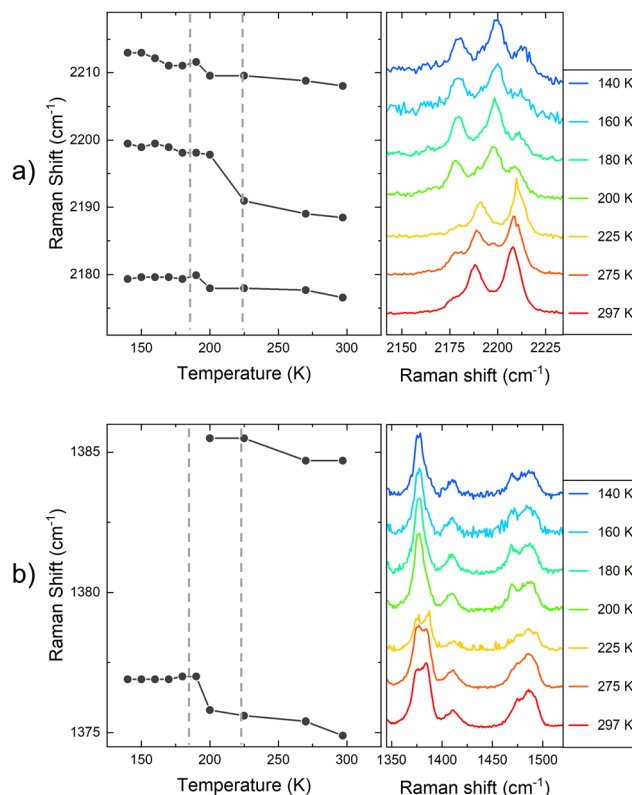 a)
Raman Shift (cm-1)
2210
2200
2190
2180
150 200 250 300
Temperature (K)
2150 2175 2200 2225
Raman shift (cm-1)
140 K
160 K
180 K
200 K
225 K
275 K
297 K
b)
Raman Shift (cm-1)
1385
1380
1375
150 200 250 300
Temperature (K)
1350 1400 1450 1500
Raman shift (cm-1)
140 K
160 K
180 K
200 K
225 K
275 K
297 K